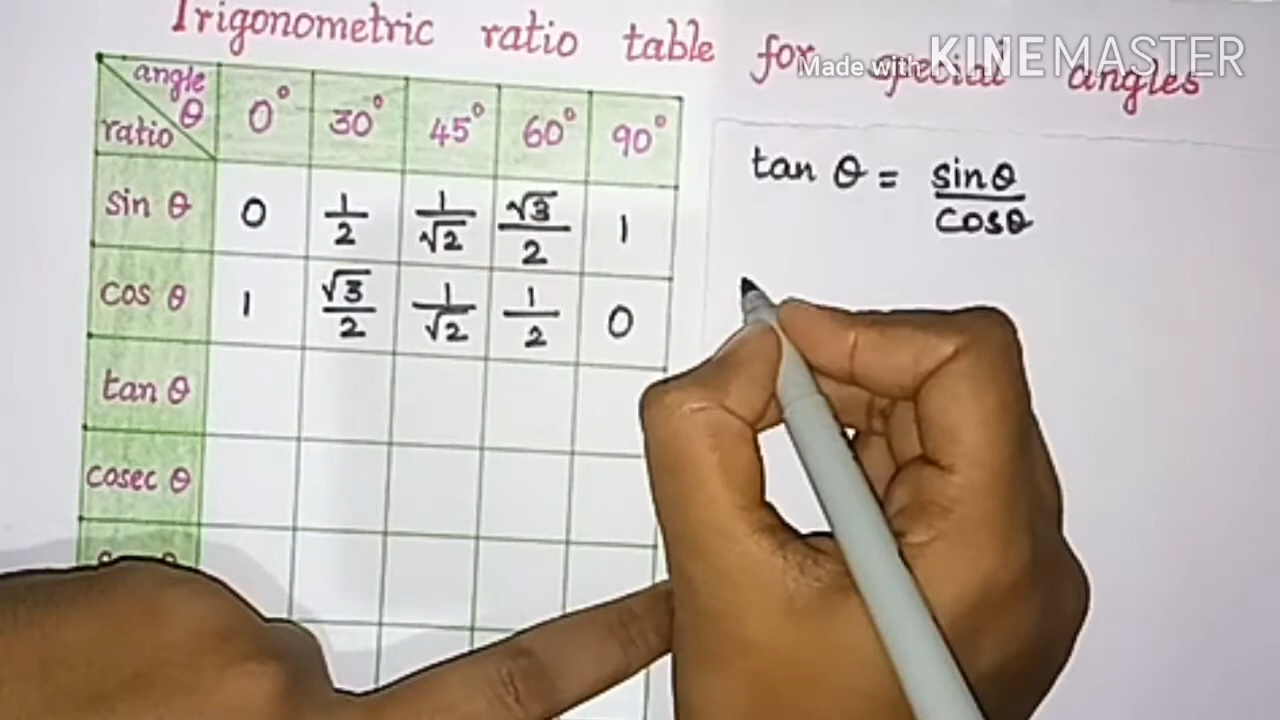 Trigonometric ratio table for special angles
Made with KINEMASTER
angle θ
ratio
0° 30° 45° 60° 90°
sin θ 0 1/2 1/√2 √3/2 1
cos θ 1 √3/2 1/√2 1/2 0
tan θ
cosec θ
tan θ = sinθ/cosθ